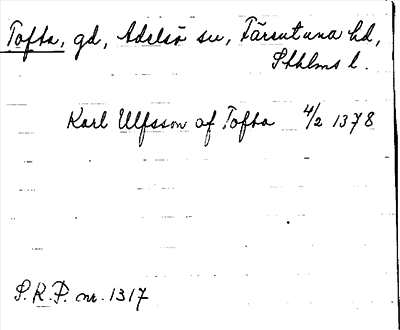 Tofta, gd, Adelsö sn, Färentuna hd,
Sthlms l.
Karl Ulfsson af Tofta 4/2 1378
S.R.P. nr. 1317